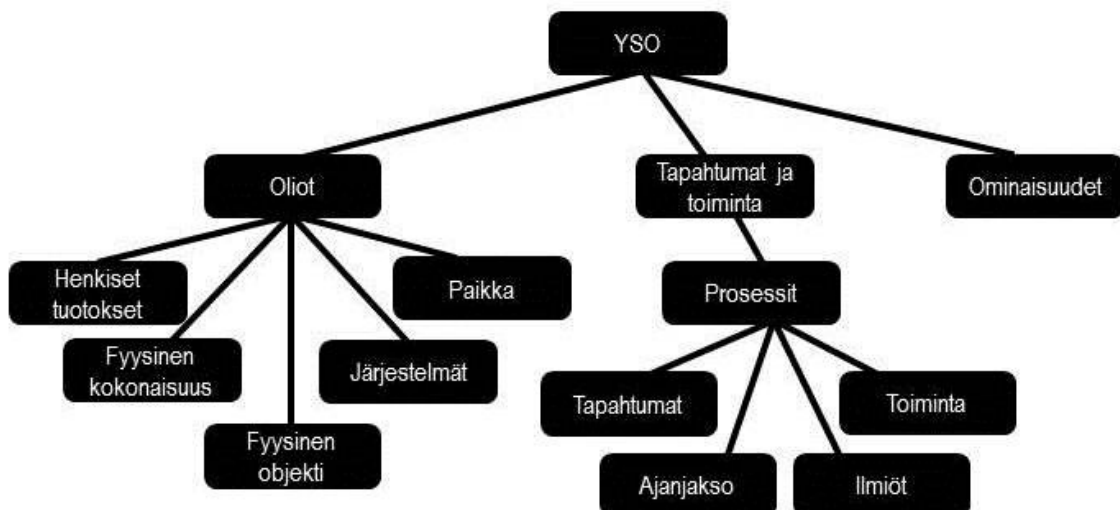 YSO
Oliot
Tapahtumat ja
toiminta
Ominaisuudet
Henkiset
tuotokset
Fyysinen
kokonaisuus
Fyysinen
objekti
Järjestelmät
Paikka
Prosessit
Tapahtumat
Ajanjakso
Ilmiöt
Toiminta